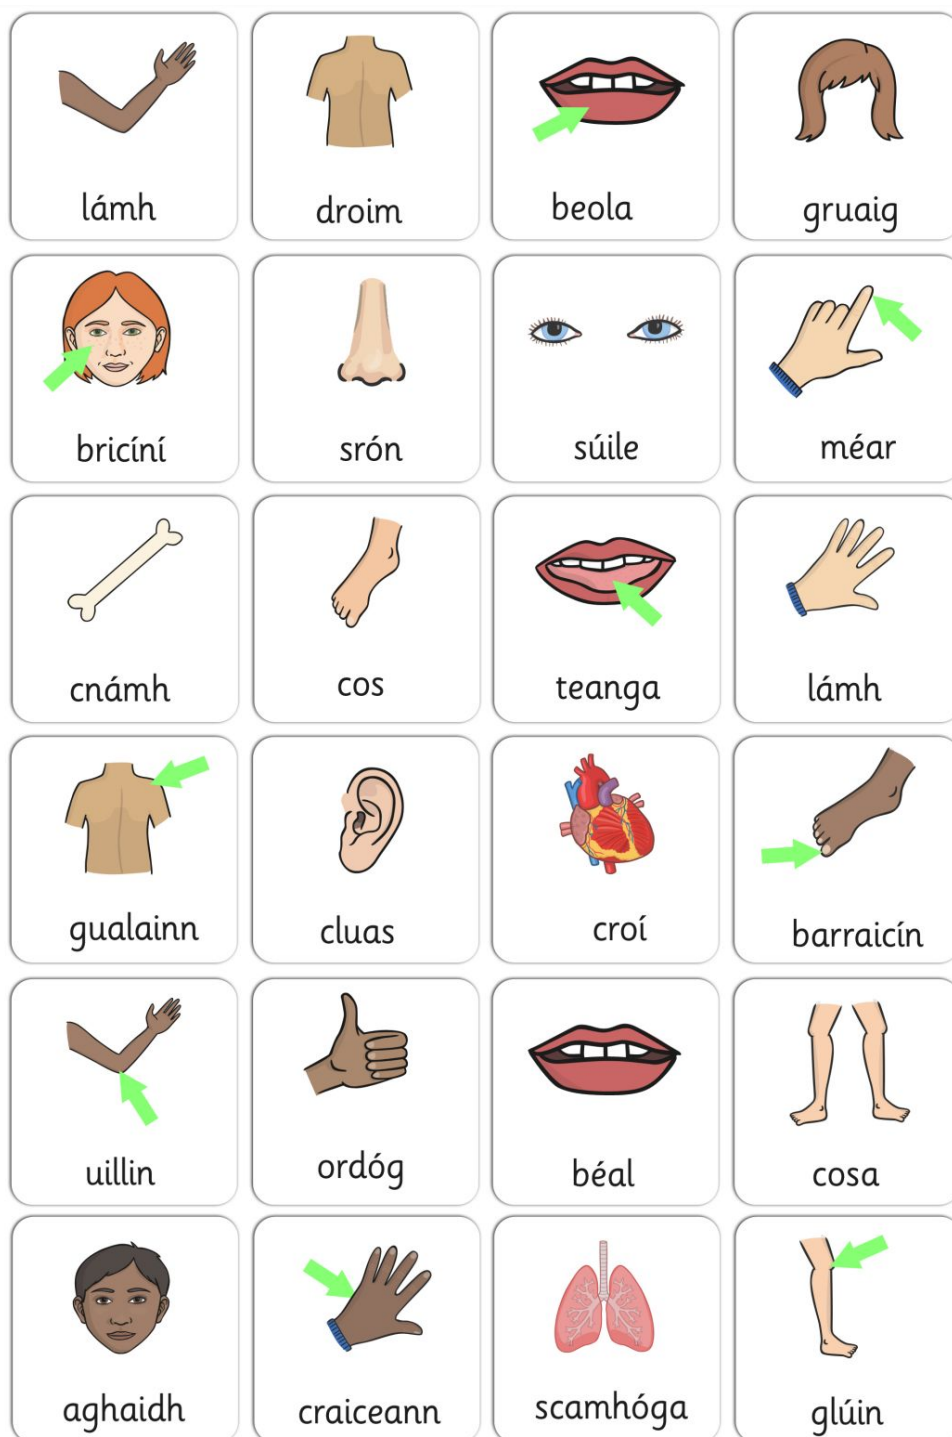 lámh
droim
beola
gruaig
bricíní
srón
súile
méar
cnámh
cos
teanga
lámh
gualainn
cluas
croí
barraicín
uillin
ordóg
béal
cosa
aghaidh
craiceann
scamhóga
glúin